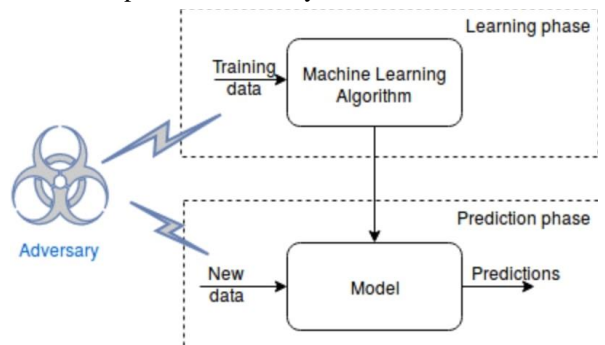 Learning phase
Training
data
Machine Learning
Algorithm
Adversary
Prediction phase
New
data
Model
Predictions